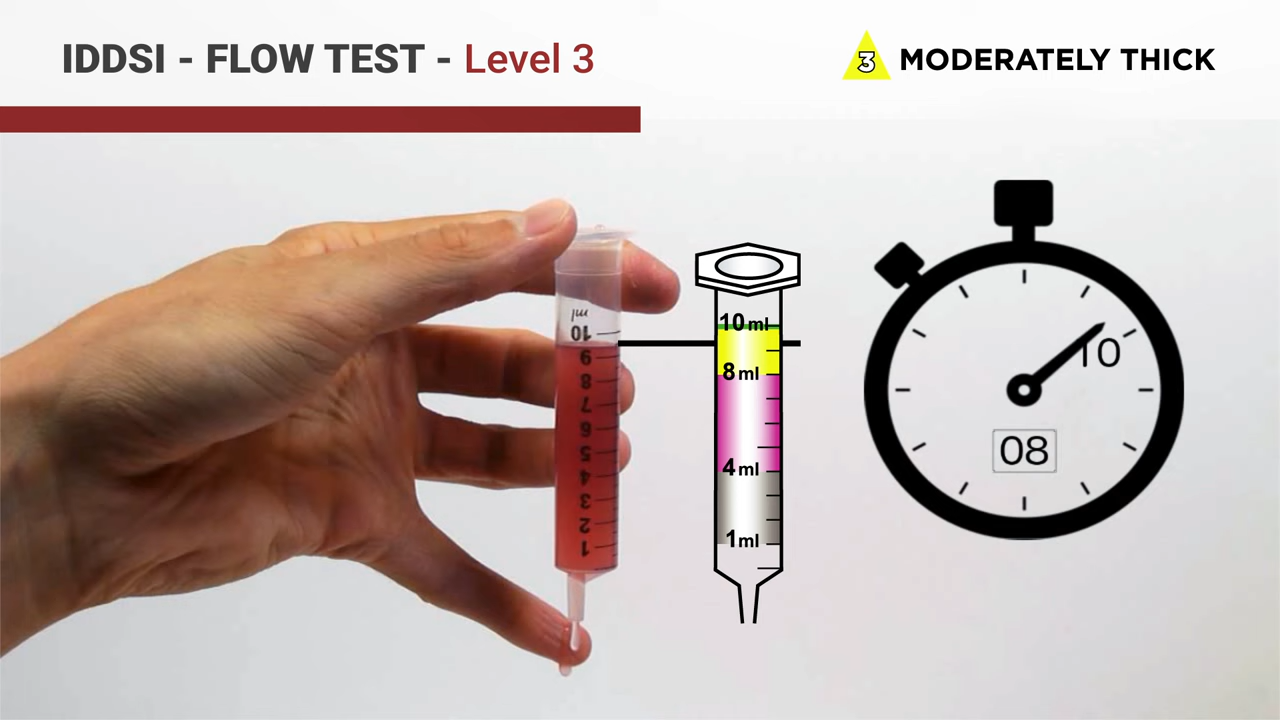 IDDSI - FLOW TEST - Level 3
3 MODERATELY THICK
ml
10
9
8
7
6
5
4
3
2
1
10 ml
8 ml
4 ml
1 ml
10
08